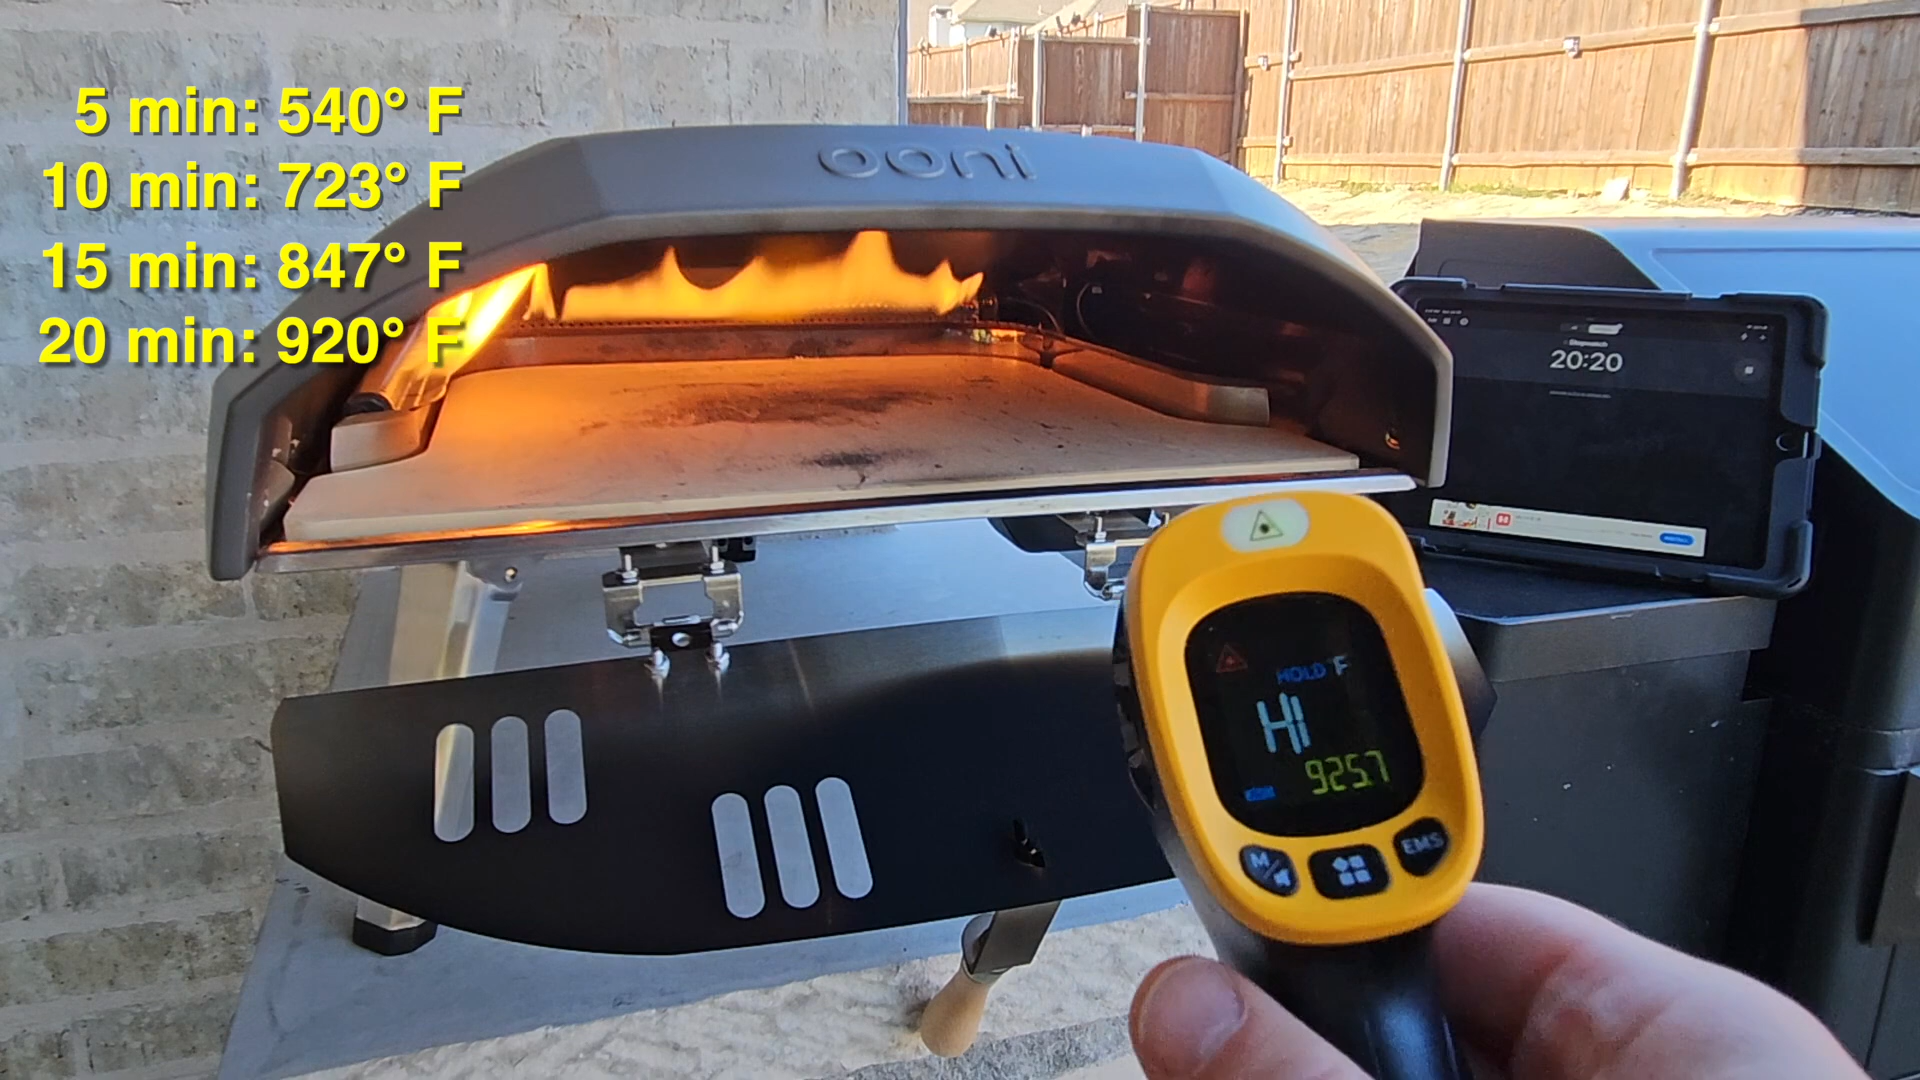 5 min: 540° F
10 min: 723° F
15 min: 847° F
20 min: 920° F
ooni
Stopwatch
20:20
HOLD °F
HI
925.7
M
EMS